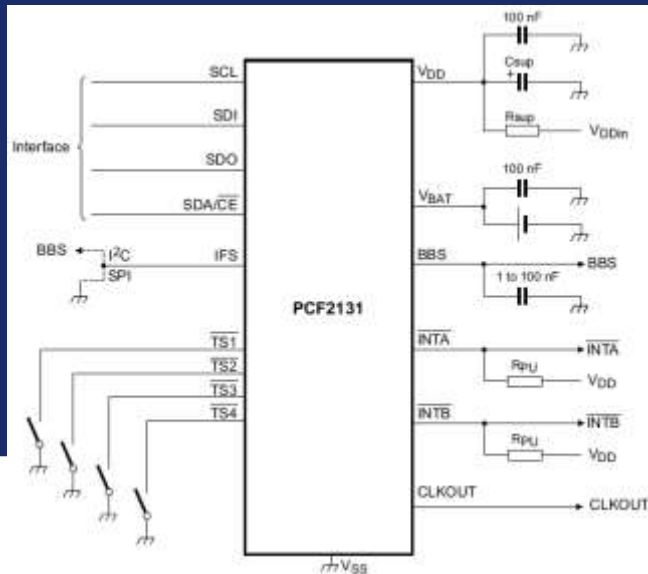 100 nF
SCL
VDD
Csup
+
SDI
Rsup
VDDin
Interface
SDO
100 nF
SDA/CE
VBAT
BBS
I2C
IFS
BBS
BBS
SPI
1 to 100 nF
PCF2131
TS1
INTA
INTA
TS2
RPU
VDD
TS3
TS4
INTB
INTB
RPU
VDD
CLKOUT
CLKOUT
VSS